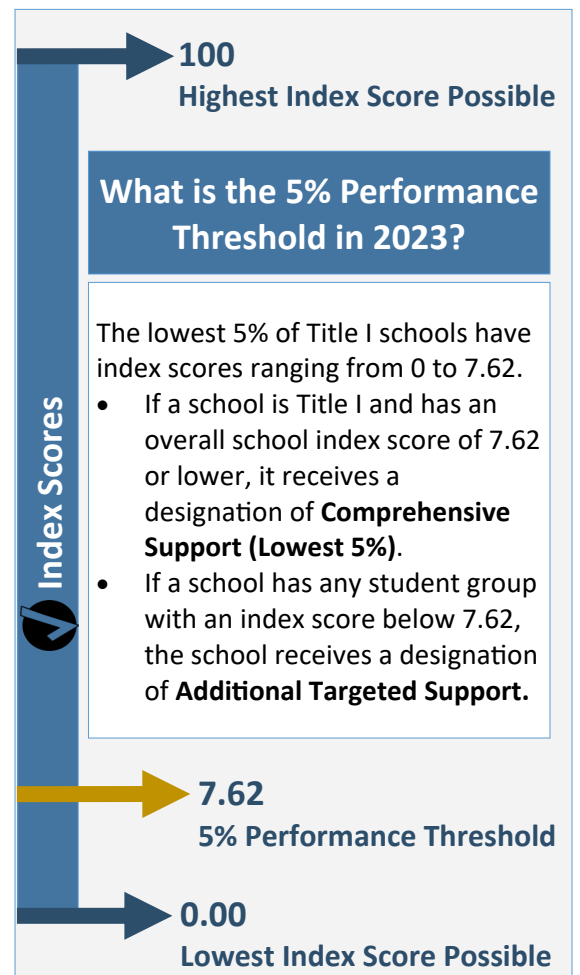 100
Highest Index Score Possible
What is the 5% Performance
Threshold in 2023?
The lowest 5% of Title I schools have
index scores ranging from 0 to 7.62.
• If a school is Title I and has an
overall school index score of 7.62
or lower, it receives a
designation of Comprehensive
Support (Lowest 5%).
• If a school has any student group
with an index score below 7.62,
the school receives a designation
of Additional Targeted Support.
Index Scores
7.62
5% Performance Threshold
0.00
Lowest Index Score Possible